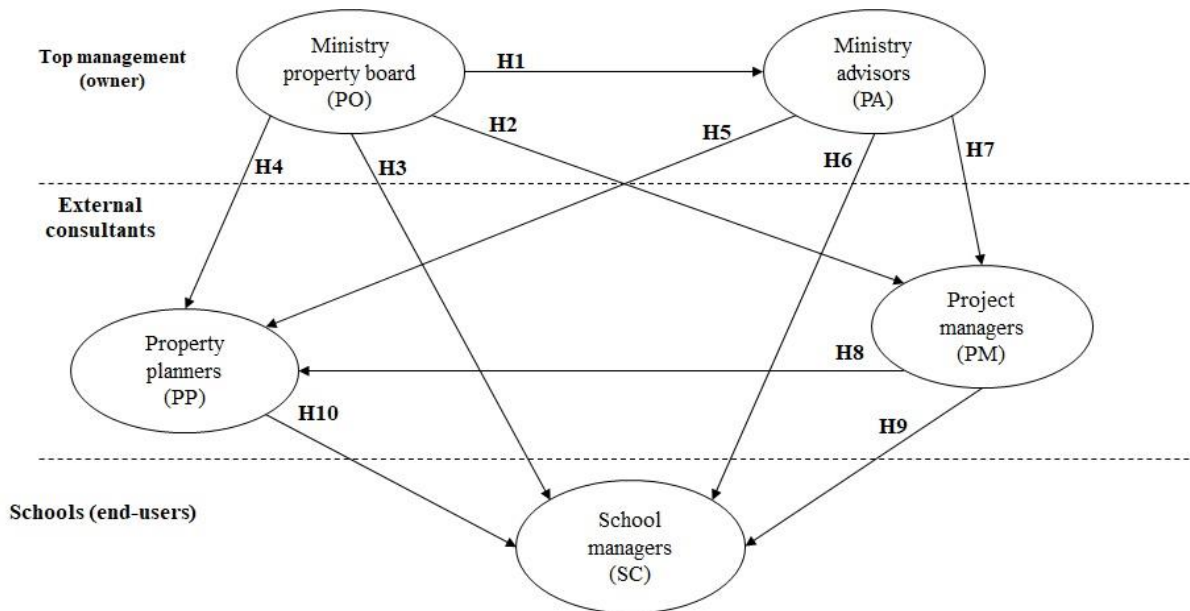 Top management
(owner)
Ministry
property board
(PO)
H1
Ministry
advisors
(PA)
H2
H5
H4
H3
H6
H7
External
consultants
Property
planners
(PP)
Project
managers
(PM)
H8
H10
H9
Schools (end-users)
School
managers
(SC)